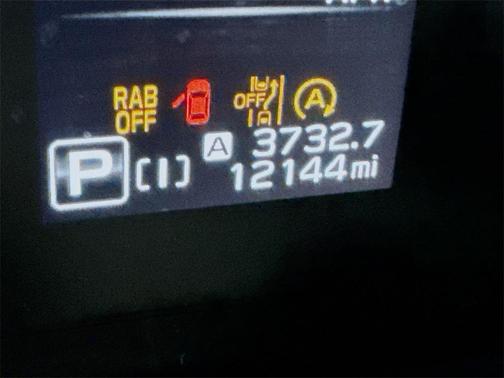 RAB OFF A
OFF
A 3732.7
P (I) 12144mi